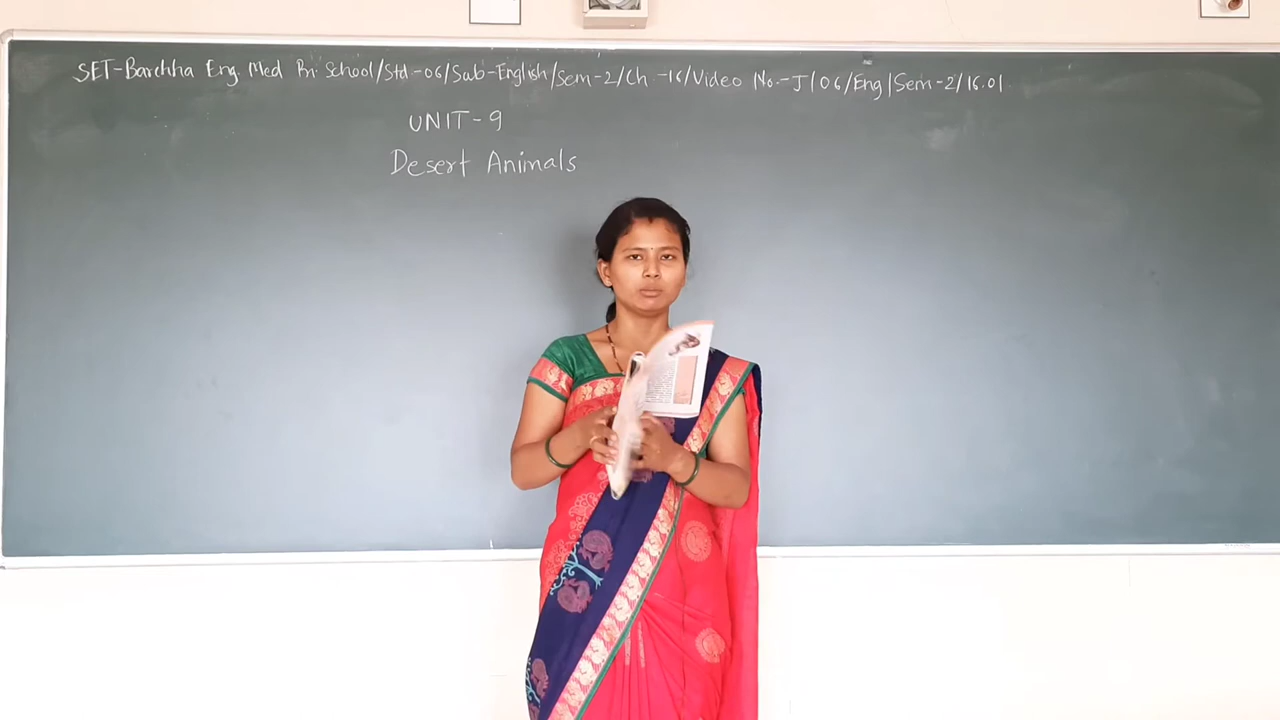 SET-Barchha Eng Med Pri. School/Std-06/Sub-English/Sem-2/Ch-16/Video No.-J/06/Eng/Sem-2/16.01
UNIT-9
Desert Animals